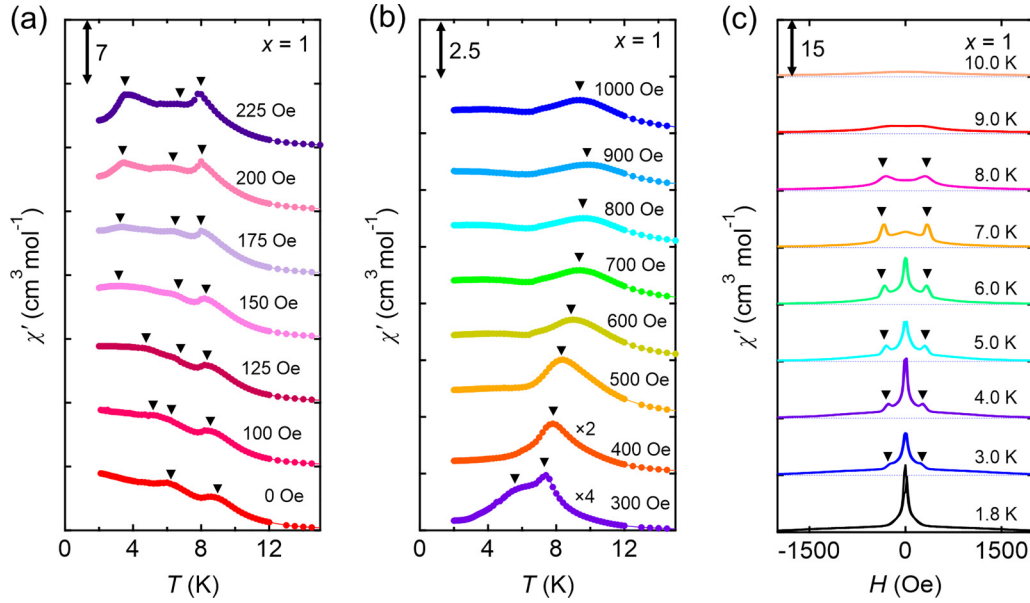 (a)
7
x = 1
225 Oe
200 Oe
175 Oe
150 Oe
125 Oe
100 Oe
0 Oe
χ′ (cm³ mol⁻¹)
0 4 8 12
T (K)
(b)
2.5
x = 1
1000 Oe
900 Oe
800 Oe
700 Oe
600 Oe
500 Oe
×2
400 Oe
×4
300 Oe
χ′ (cm³ mol⁻¹)
0 4 8 12
T (K)
(c)
15
x = 1
10.0 K
9.0 K
8.0 K
7.0 K
6.0 K
5.0 K
4.0 K
3.0 K
1.8 K
χ′ (cm³ mol⁻¹)
-1500 0 1500
H (Oe)